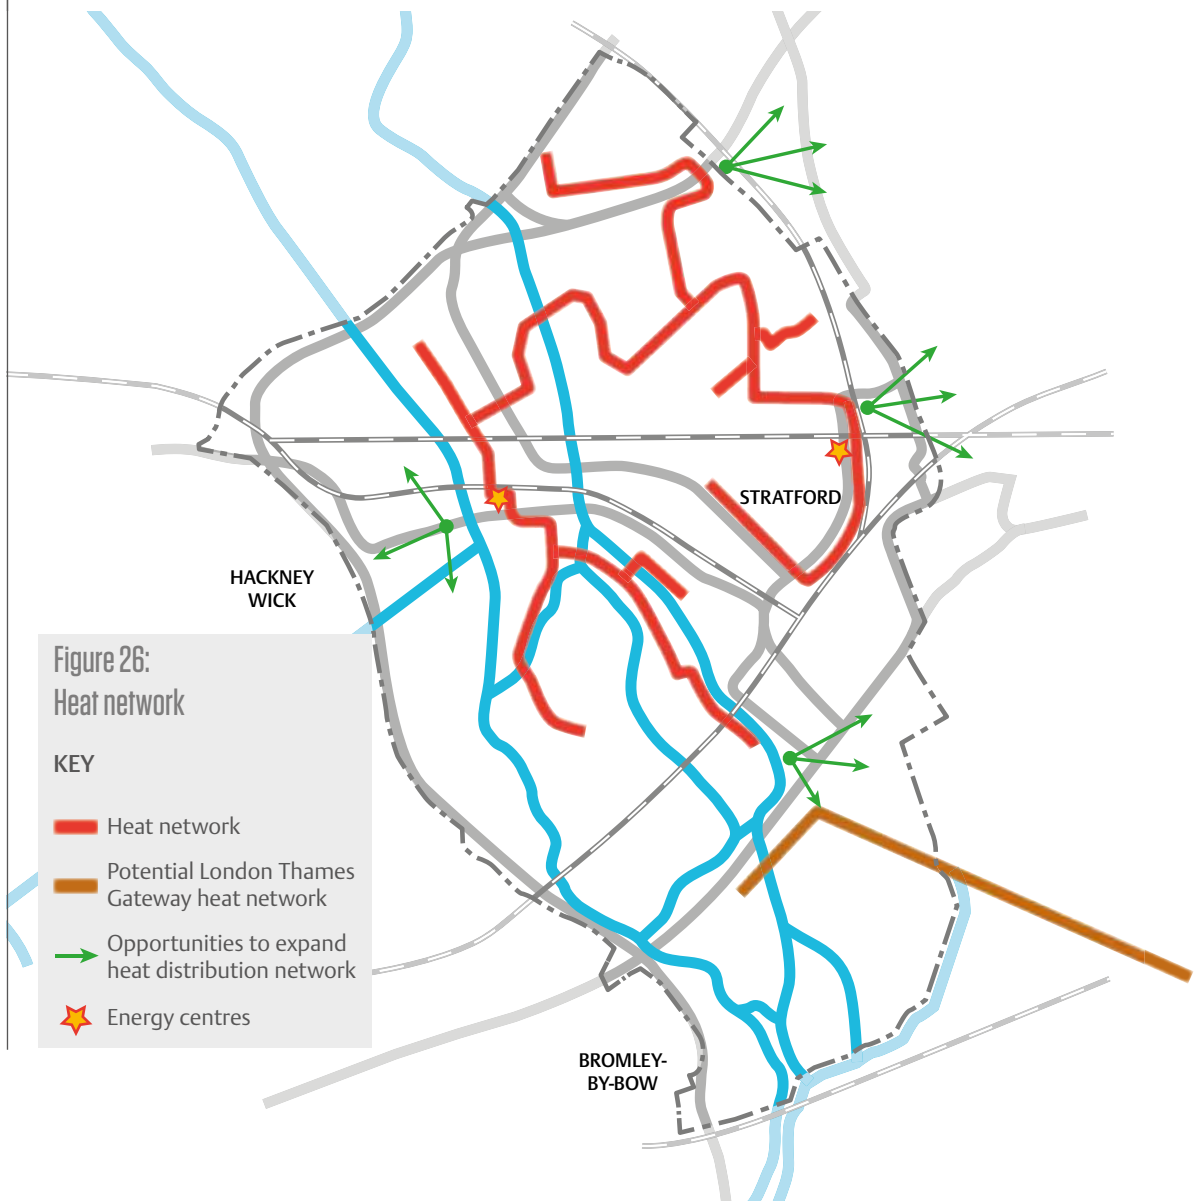 STRATFORD
HACKNEY
WICK
Figure 26:
Heat network
KEY
Heat network
Potential London Thames
Gateway heat network
Opportunities to expand
heat distribution network
Energy centres
BROMLEY-
BY-BOW